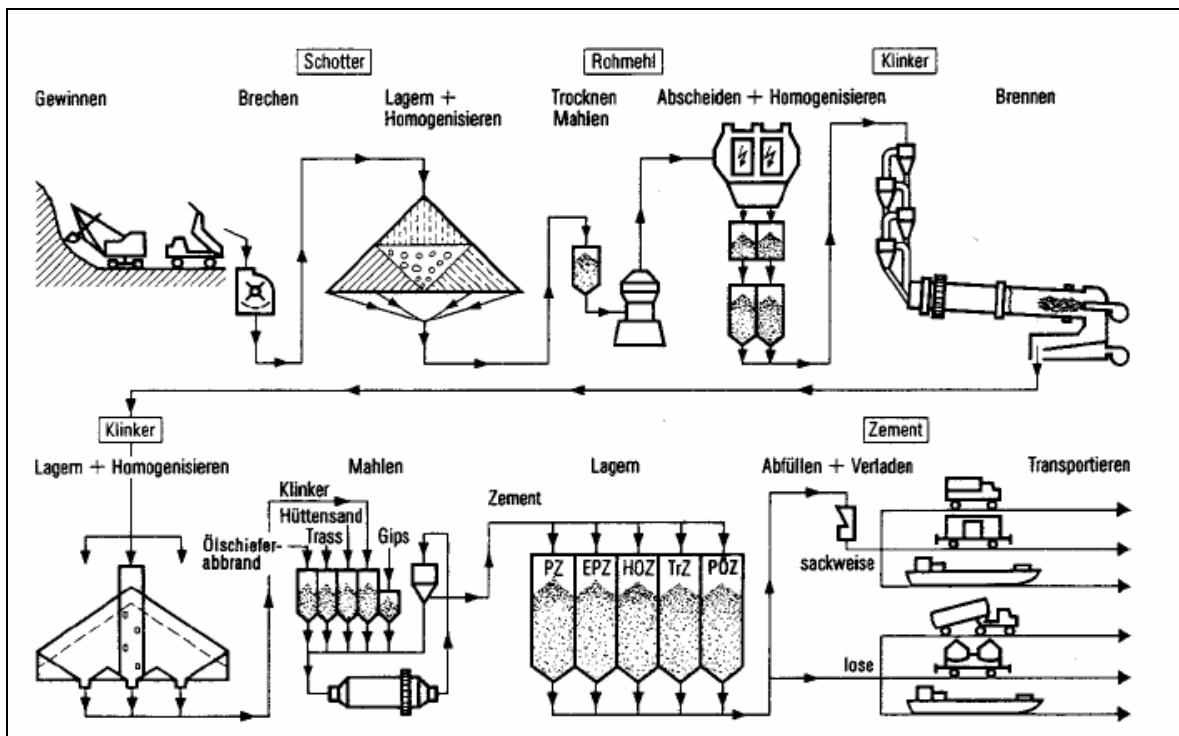 Schotter
Rohmehl
Klinker
Gewinnen
Brechen
Lagern +
Homogenisieren
Trocknen
Mahlen
Abscheiden + Homogenisieren
Brennen
Klinker
Zement
Lagern + Homogenisieren
Mahlen
Lagern
Abfüllen + Verladen
Transportieren
Klinker
Hüttensand
Trass
Gips
Ölschiefer-
abbrand
Zement
PZ
EPZ
HOZ
TrZ
PÖZ
sackweise
lose